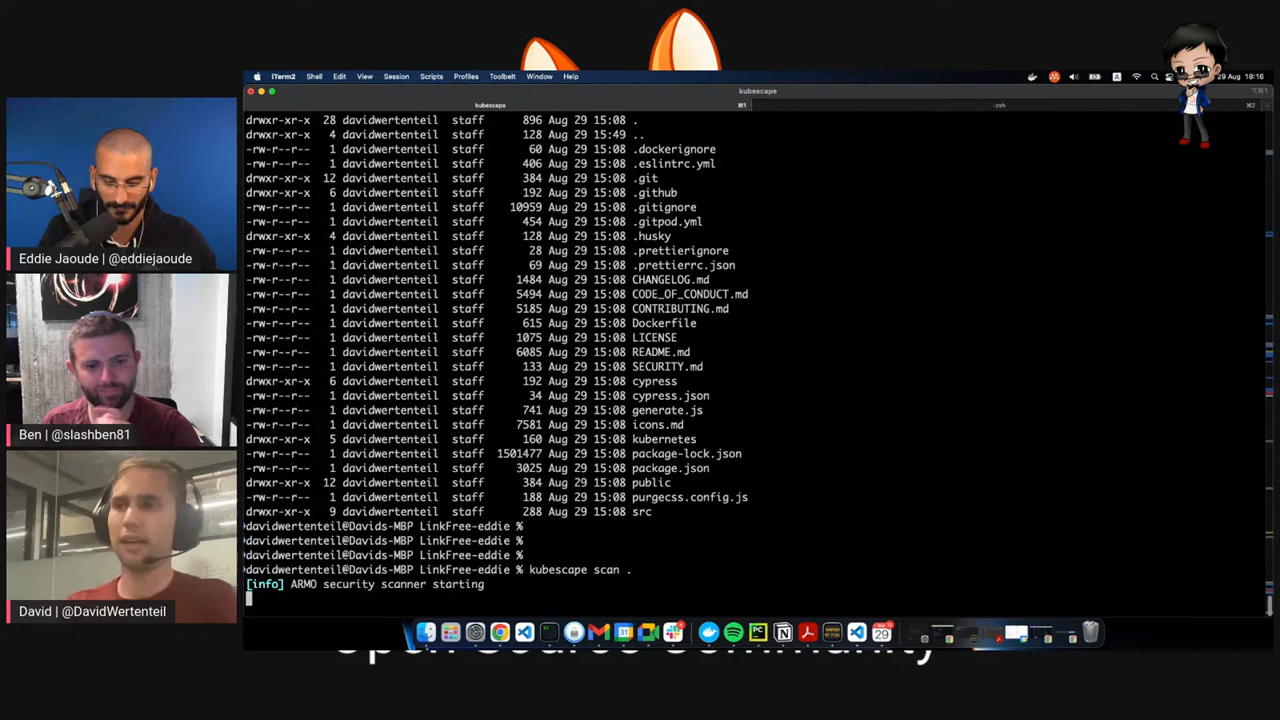 iTerm2 Shell Edit View Scripts Session Profiles Toolbelt Window Help 29 Aug 18:16
kubescape
kubescape ⌘1 -zsh ⌘2
drwxr-xr-x 28 davidwertenteil staff 896 Aug 29 15:08 .
drwxr-xr-x 4 davidwertenteil staff 128 Aug 29 15:49 ..
-rw-r--r-- 1 davidwertenteil staff 60 Aug 29 15:08 .dockerignore
-rw-r--r-- 1 davidwertenteil staff 406 Aug 29 15:08 .eslintrc.yml
drwxr-xr-x 12 davidwertenteil staff 384 Aug 29 15:08 .git
drwxr-xr-x 6 davidwertenteil staff 192 Aug 29 15:08 .github
-rw-r--r-- 1 davidwertenteil staff 10959 Aug 29 15:08 .gitignore
-rw-r--r-- 1 davidwertenteil staff 454 Aug 29 15:08 .gitpod.yml
drwxr-xr-x 4 davidwertenteil staff 128 Aug 29 15:08 .husky
-rw-r--r-- 1 davidwertenteil staff 28 Aug 29 15:08 .prettierignore
-rw-r--r-- 1 davidwertenteil staff 69 Aug 29 15:08 .prettierrc.json
-rw-r--r-- 1 davidwertenteil staff 1484 Aug 29 15:08 CHANGELOG.md
-rw-r--r-- 1 davidwertenteil staff 5494 Aug 29 15:08 CODE_OF_CONDUCT.md
-rw-r--r-- 1 davidwertenteil staff 5185 Aug 29 15:08 CONTRIBUTING.md
-rw-r--r-- 1 davidwertenteil staff 615 Aug 29 15:08 Dockerfile
-rw-r--r-- 1 davidwertenteil staff 1075 Aug 29 15:08 LICENSE
-rw-r--r-- 1 davidwertenteil staff 6085 Aug 29 15:08 README.md
-rw-r--r-- 1 davidwertenteil staff 133 Aug 29 15:08 SECURITY.md
drwxr-xr-x 6 davidwertenteil staff 192 Aug 29 15:08 cypress
-rw-r--r-- 1 davidwertenteil staff 34 Aug 29 15:08 cypress.json
-rw-r--r-- 1 davidwertenteil staff 741 Aug 29 15:08 generate.js
-rw-r--r-- 1 davidwertenteil staff 7581 Aug 29 15:08 icons.md
drwxr-xr-x 5 davidwertenteil staff 160 Aug 29 15:08 kubernetes
-rw-r--r-- 1 davidwertenteil staff 1501477 Aug 29 15:08 package-lock.json
-rw-r--r-- 1 davidwertenteil staff 3025 Aug 29 15:08 package.json
drwxr-xr-x 12 davidwertenteil staff 384 Aug 29 15:08 public
-rw-r--r-- 1 davidwertenteil staff 188 Aug 29 15:08 purgecss.config.js
drwxr-xr-x 9 davidwertenteil staff 288 Aug 29 15:08 src
davidwertenteil@Davids-MBP LinkFree-eddie %
davidwertenteil@Davids-MBP LinkFree-eddie %
davidwertenteil@Davids-MBP LinkFree-eddie %
davidwertenteil@Davids-MBP LinkFree-eddie % kubescape scan .
[info] ARMO security scanner starting
Eddie Jaoude | @eddiejaoude
Ben | @slashben81
David | @DavidWertenteil
29
Open Source Community